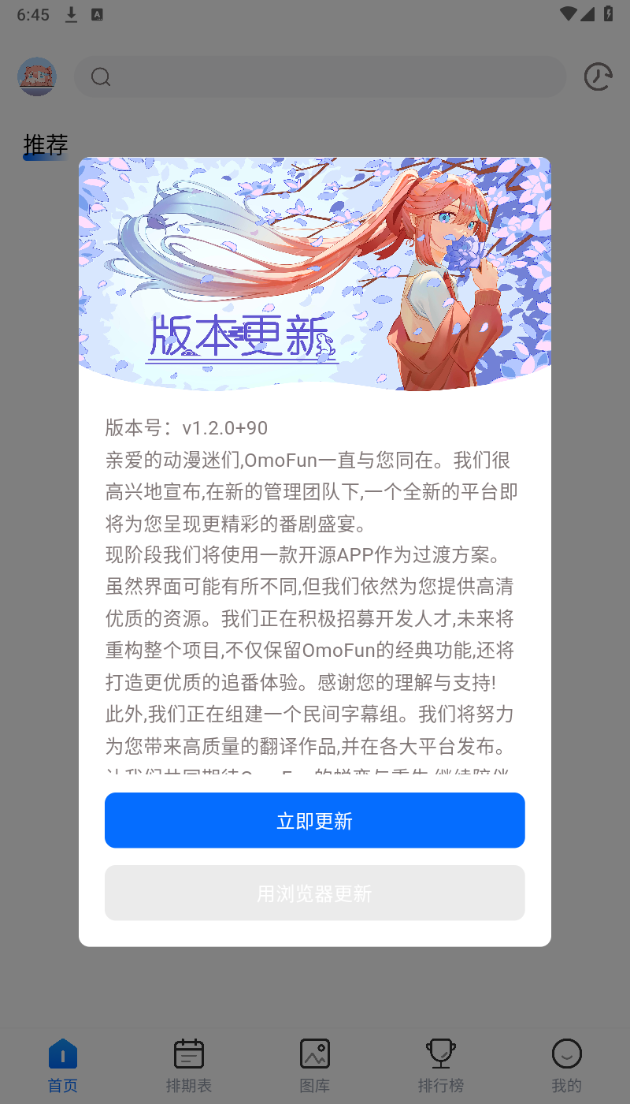 6:45
A
推荐
版本更新
版本号：v1.2.0+90
亲爱的动漫迷们,OmoFun一直与您同在。我们很
高兴地宣布,在新的管理团队下,一个全新的平台即
将为您呈现更精彩的番剧盛宴。
现阶段我们将使用一款开源APP作为过渡方案。
虽然界面可能有所不同,但我们依然为您提供高清
优质的资源。我们正在积极招募开发人才,未来将
重构整个项目,不仅保留OmoFun的经典功能,还将
打造更优质的追番体验。感谢您的理解与支持!
此外,我们正在组建一个民间字幕组。我们将努力
为您带来高质量的翻译作品,并在各大平台发布。
立即更新
用浏览器更新
首页
排期表
图库
排行榜
我的